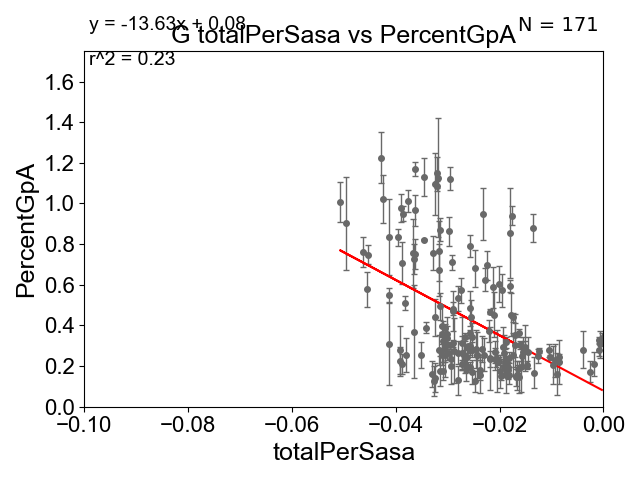 y = -13.63x + 0.08
N = 171
G totalPerSasa vs PercentGpA
r^2 = 0.23
PercentGpA
1.6
1.4
1.2
1.0
0.8
0.6
0.4
0.2
0.0
−0.10 −0.08 −0.06 −0.04 −0.02 0.00
totalPerSasa